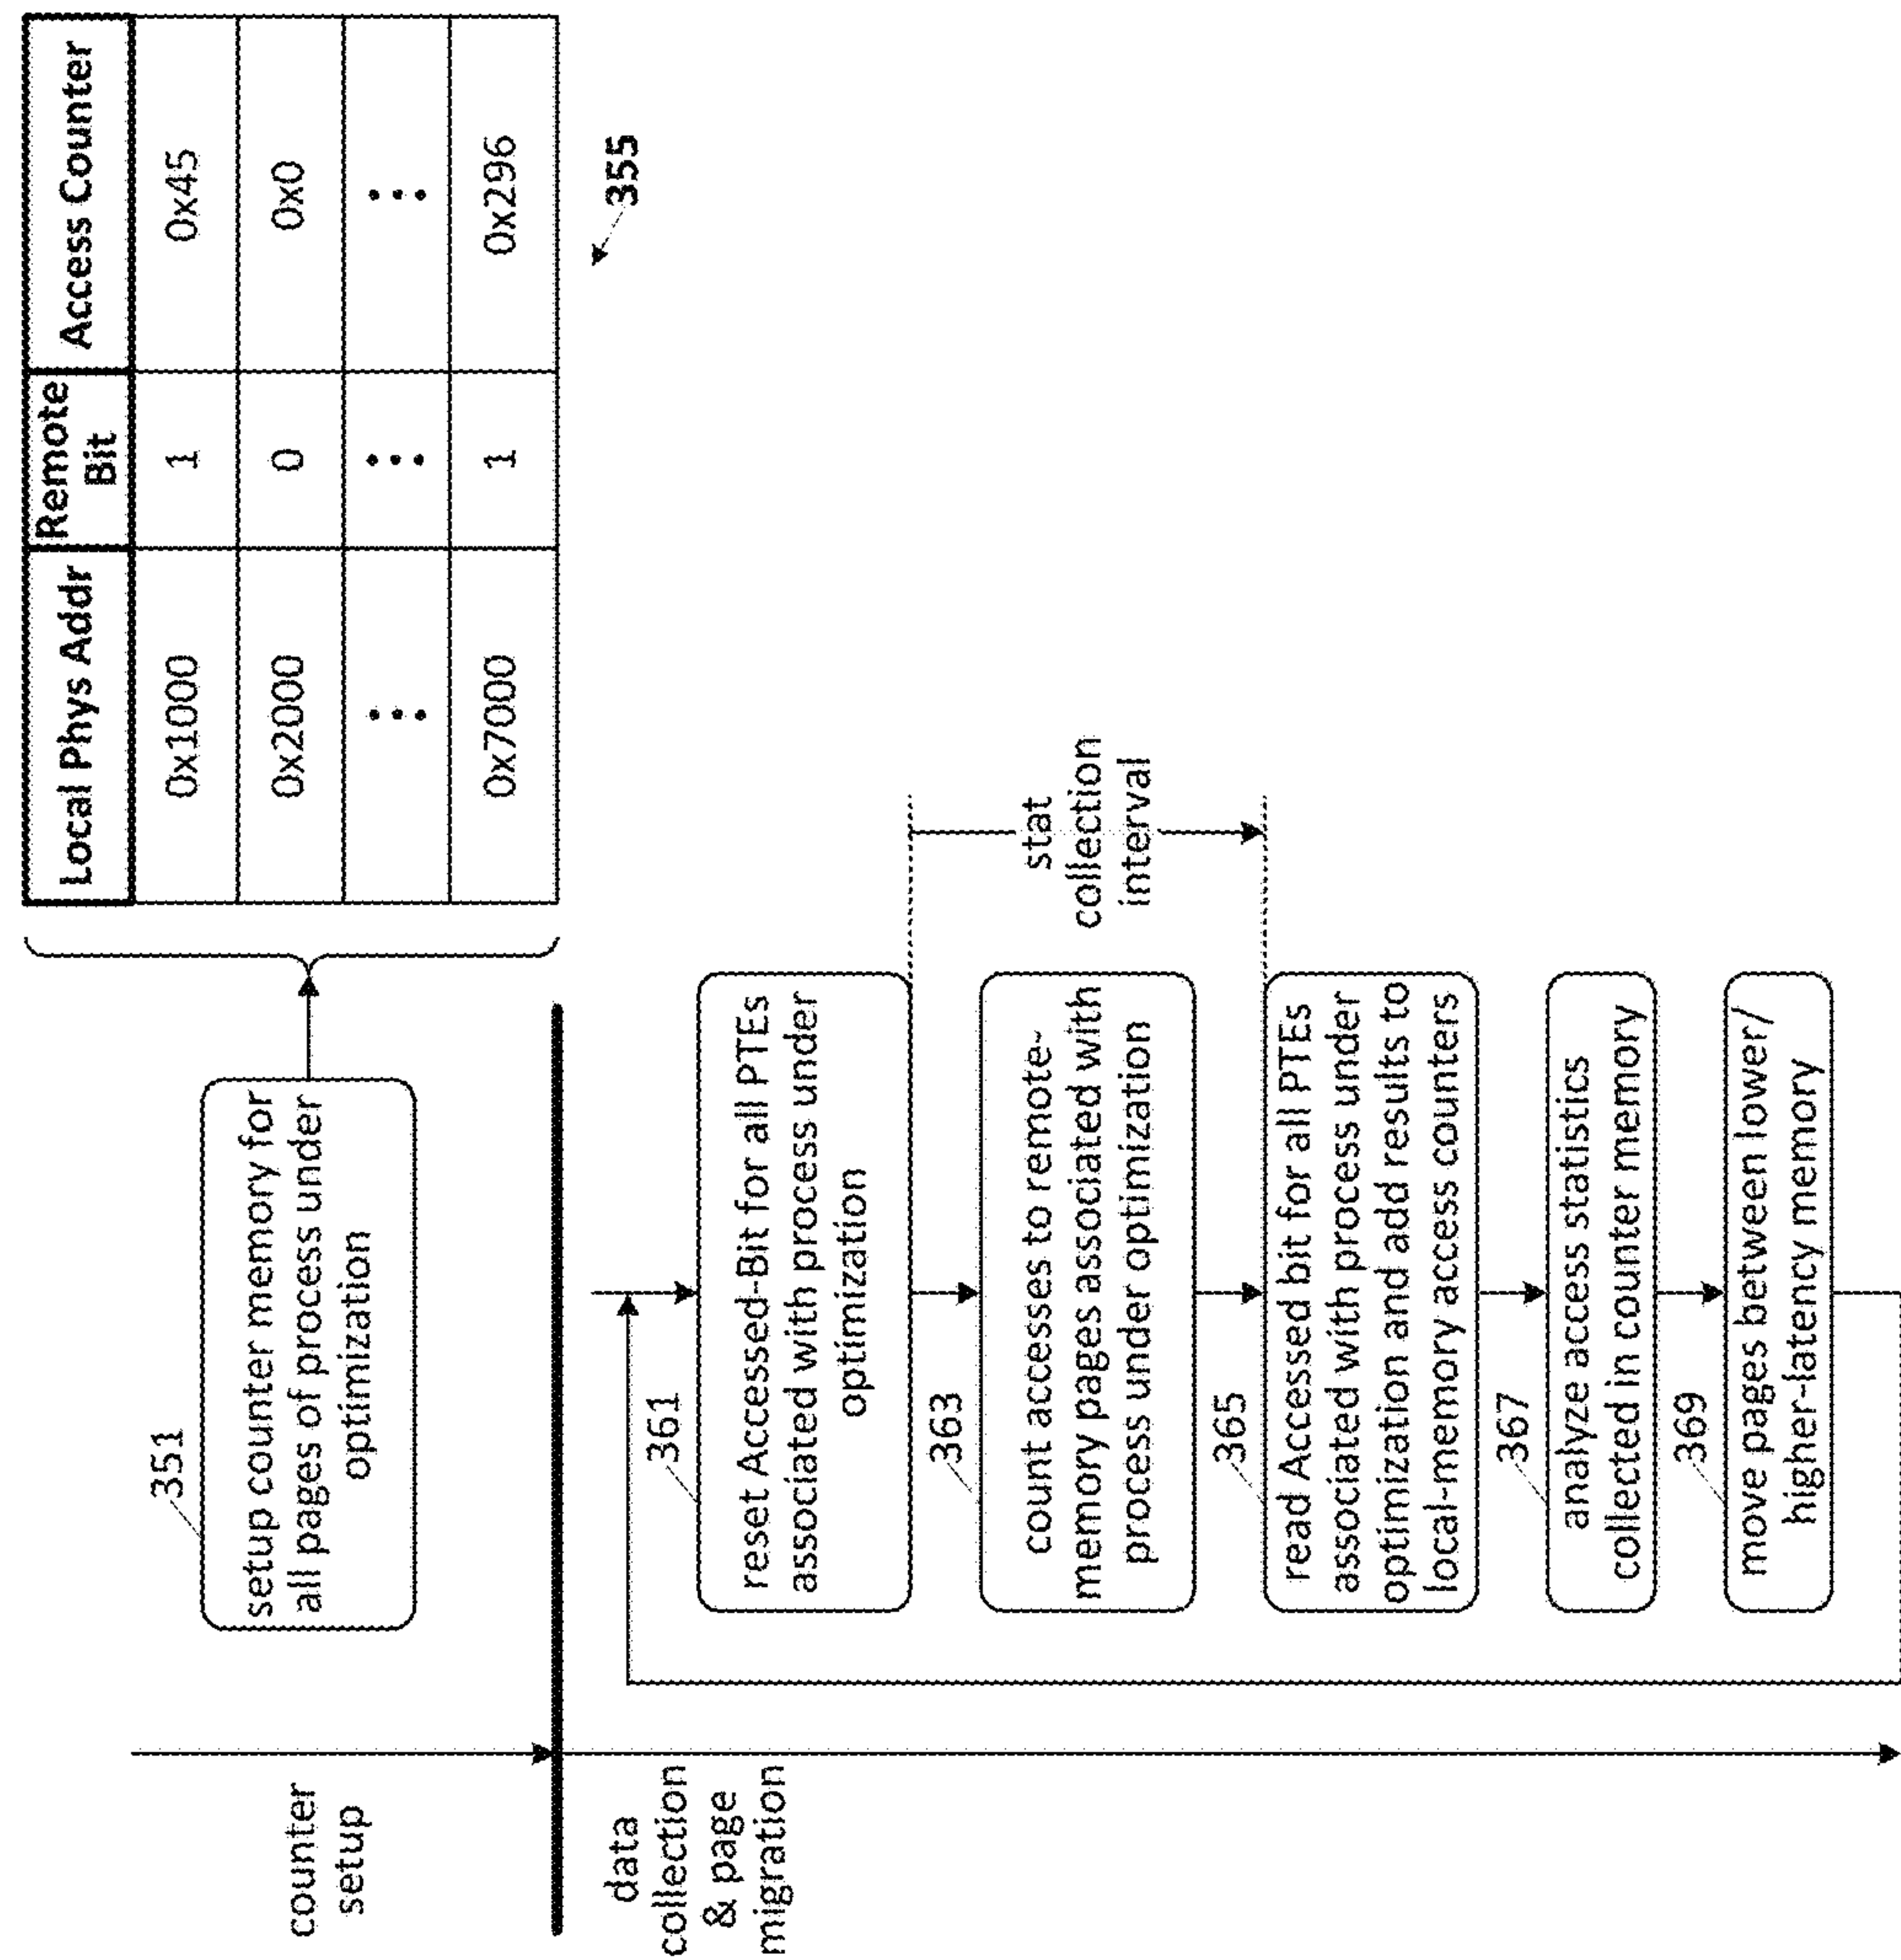 counter
setup
351
setup counter memory for
all pages of process under
optimization
Local Phys Addr
Remote
Bit
Access Counter
0x1000
1
0x45
0x2000
0
0x0
⋮
⋮
⋮
0x7000
1
0x296
355
data
collection
& page
migration
361
reset Accessed-Bit for all PTEs
associated with process under
optimization
363
count accesses to remote-
memory pages associated with
process under optimization
stat
collection
interval
365
read Accessed bit for all PTEs
associated with process under
optimization and add results to
local-memory access counters
367
analyze access statistics
collected in counter memory
369
move pages between lower/
higher-latency memory